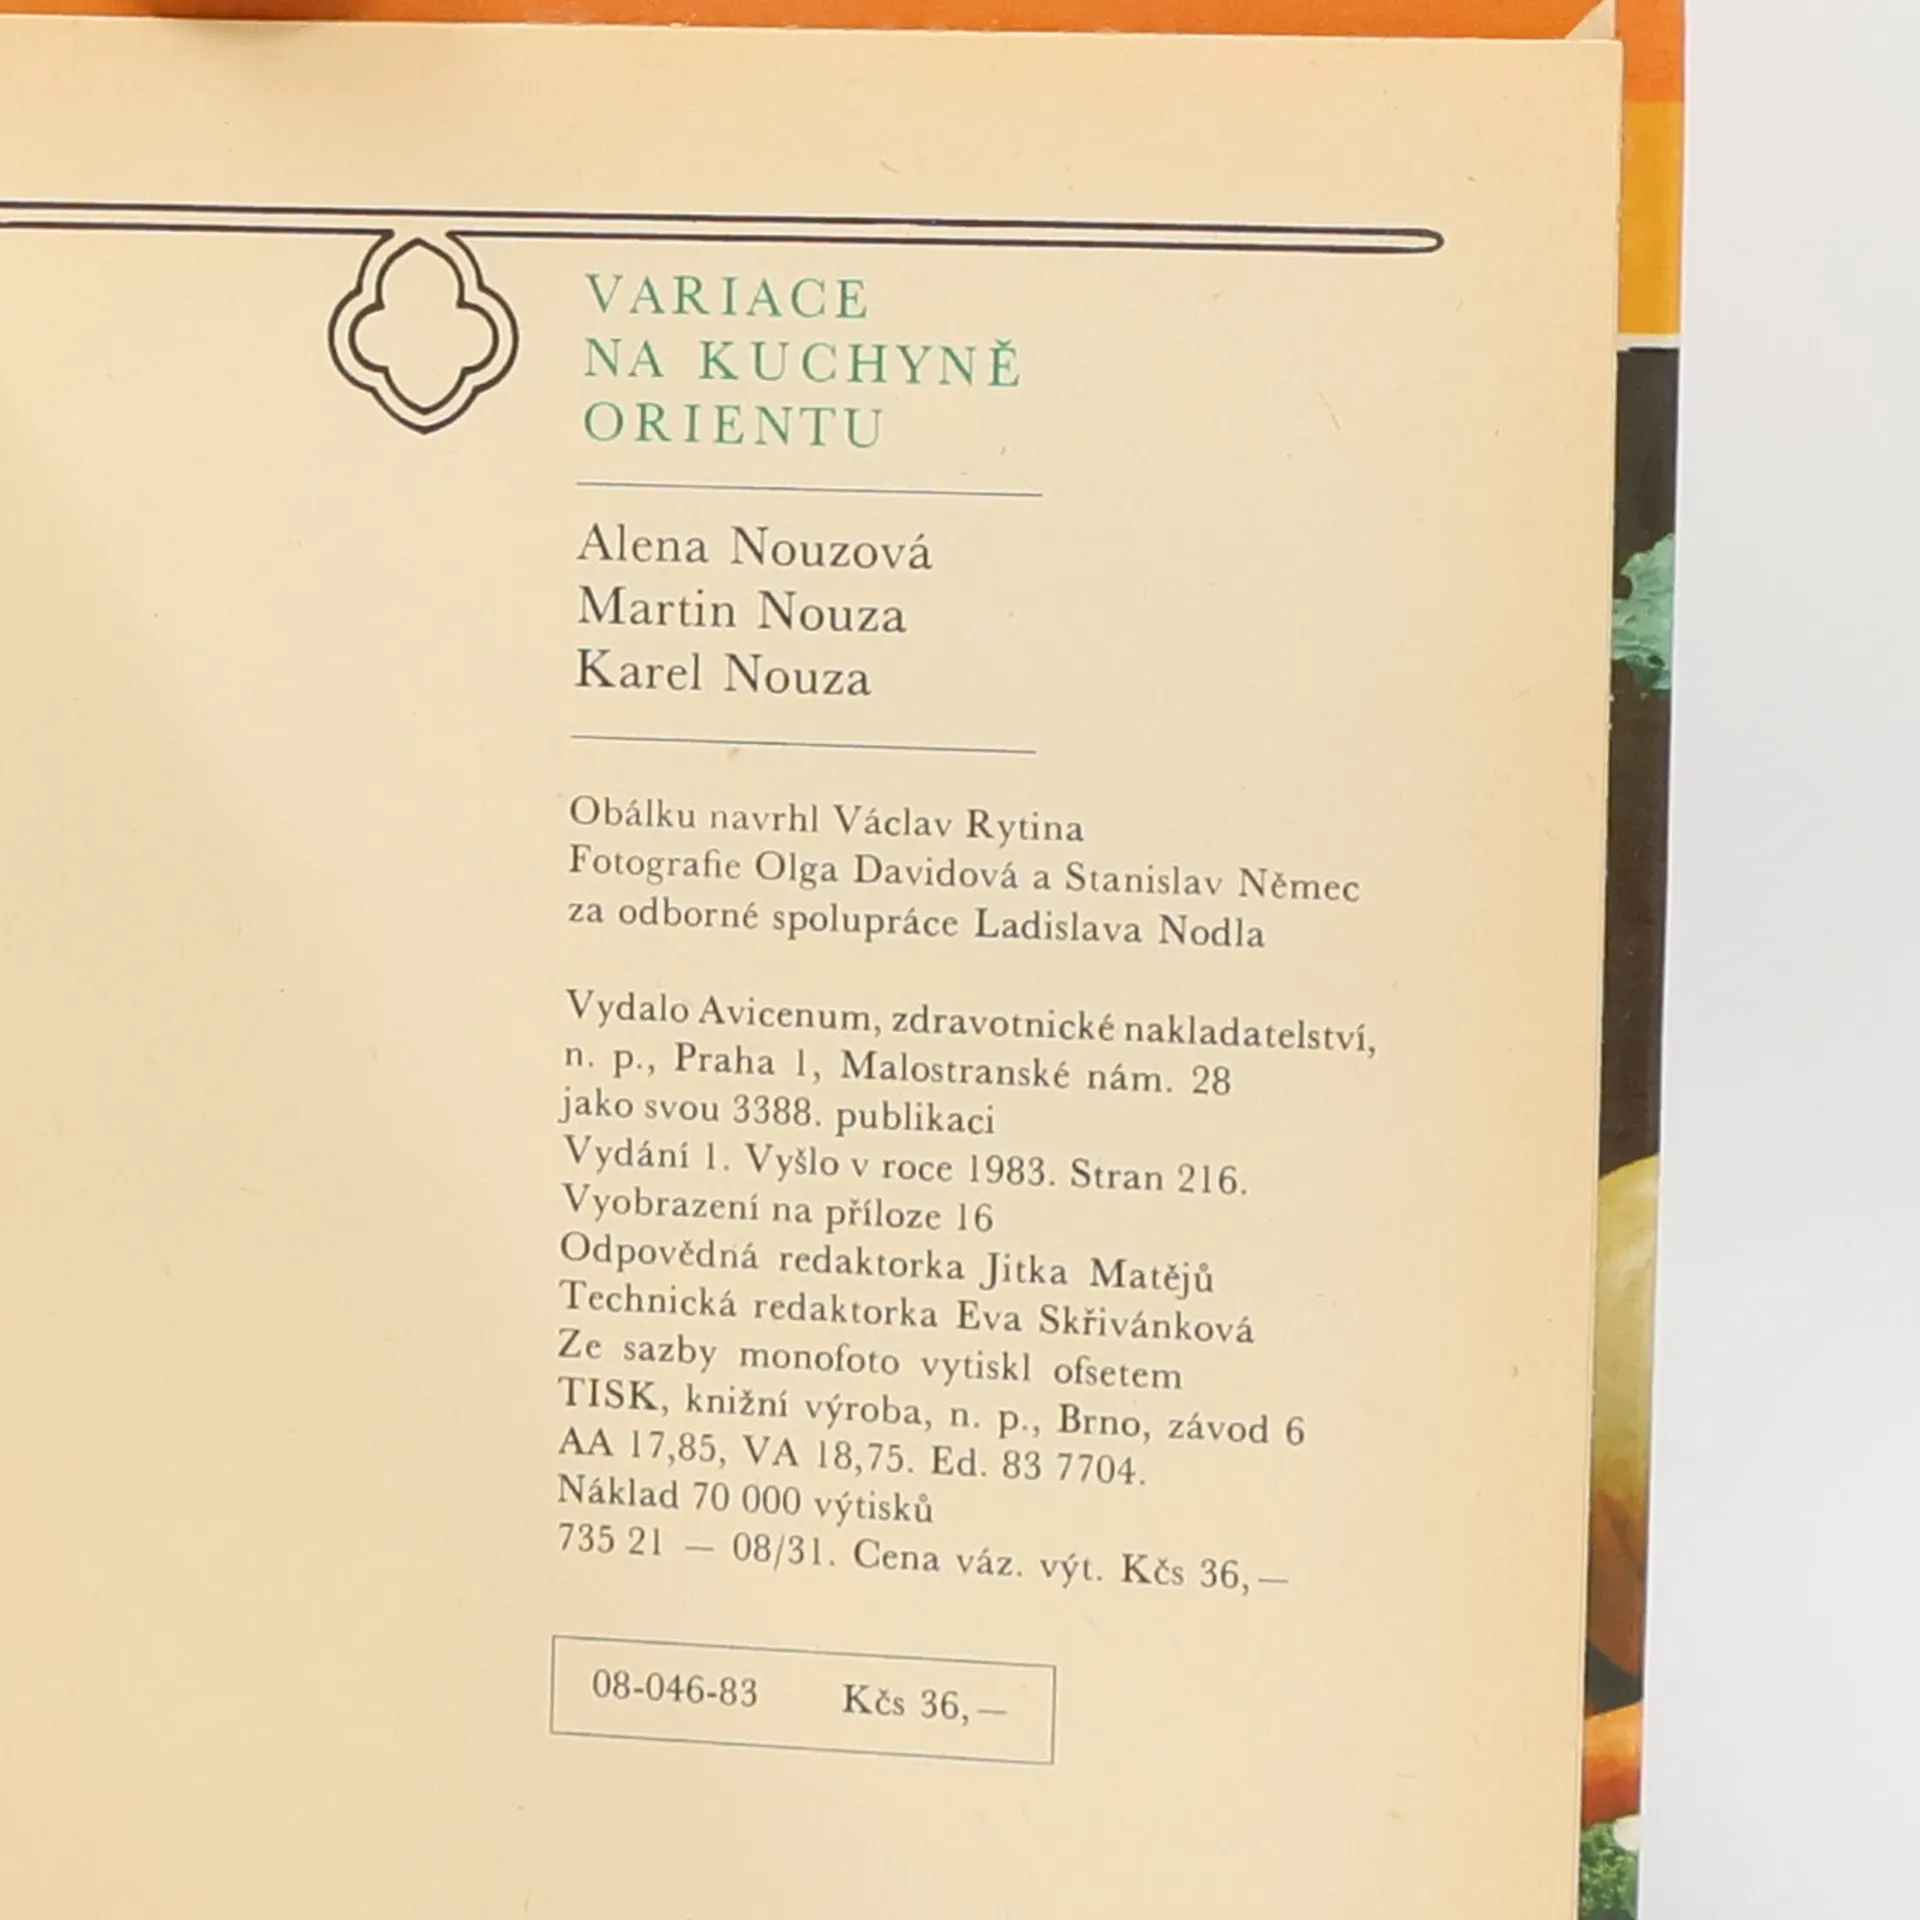 VARIACE
NA KUCHYNĚ
ORIENTU
Alena Nouzová
Martin Nouza
Karel Nouza
Obálku navrhl Václav Rytina
Fotografie Olga Davidová a Stanislav Němec
za odborné spolupráce Ladislava Nodla
Vydalo Avicenum, zdravotnické nakladatelství,
n. p., Praha 1, Malostranské nám. 28
jako svou 3388. publikaci
Vydání 1. Vyšlo v roce 1983. Stran 216.
Vyobrazení na příloze 16
Odpovědná redaktorka Jitka Matějů
Technická redaktorka Eva Skřivánková
Ze sazby monofoto vytiskl ofsetem
TISK, knižní výroba, n. p., Brno, závod 6
AA 17,85, VA 18,75. Ed. 83 7704.
Náklad 70 000 výtisků
735 21 — 08/31. Cena váz. výt. Kčs 36,—
08-046-83 Kčs 36,—